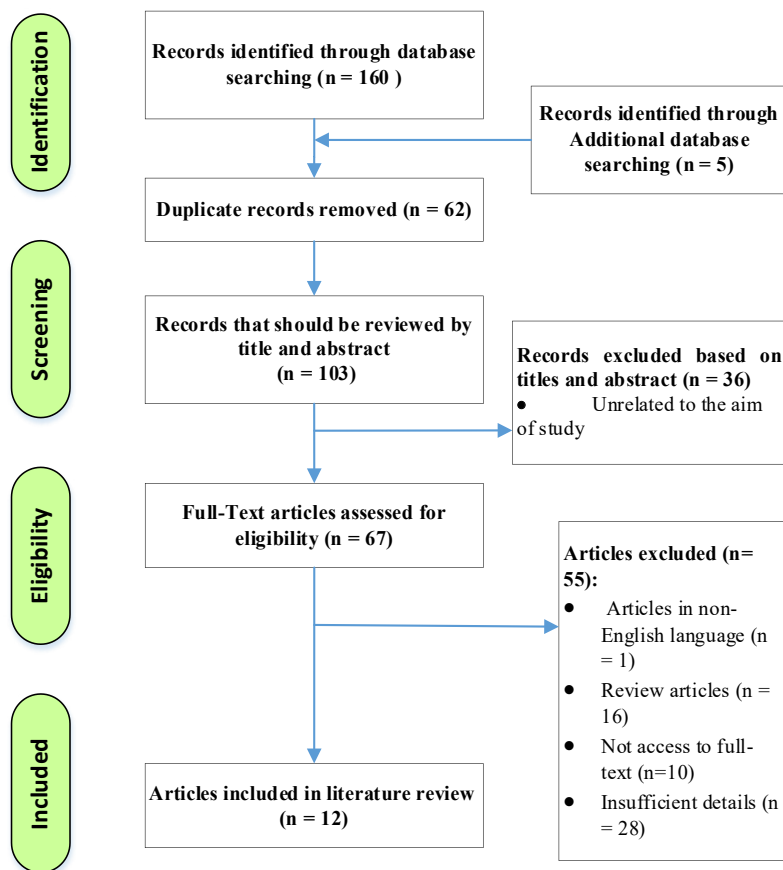 Identification
Records identified through database
searching (n = 160 )
Records identified through
Additional database
searching (n = 5)
Duplicate records removed (n = 62)
Screening
Records that should be reviewed by
title and abstract
(n = 103)
Records excluded based on
titles and abstract (n = 36)
● Unrelated to the aim
of study
Eligibility
Full-Text articles assessed for
eligibility (n = 67)
Articles excluded (n=
55):
● Articles in non-
English language (n
= 1)
● Review articles (n =
16)
● Not access to full-
text (n=10)
● Insufficient details (n
= 28)
Included
Articles included in literature review
(n = 12)